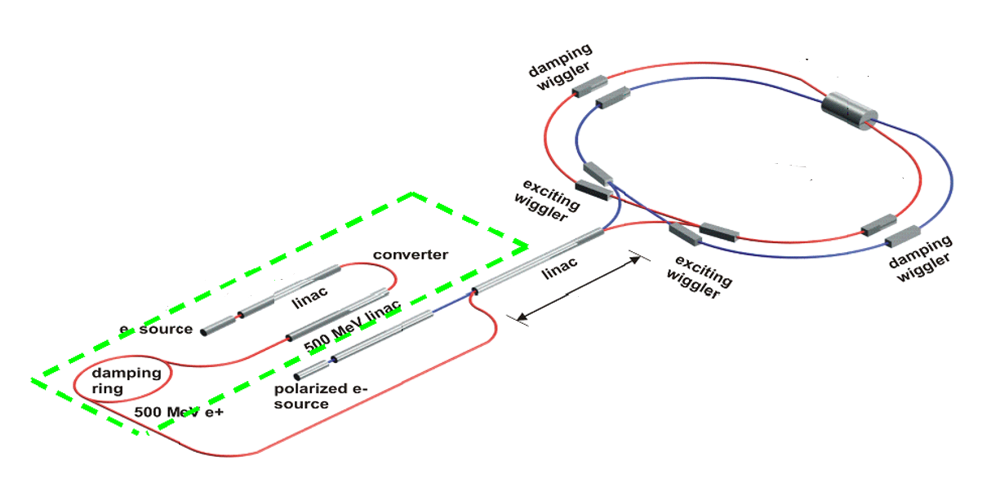 damping
wiggler
exciting
wiggler
converter
linac
linac
exciting
wiggler
damping
wiggler
e- source
500 MeV linac
damping
ring
polarized e-
source
500 MeV e+